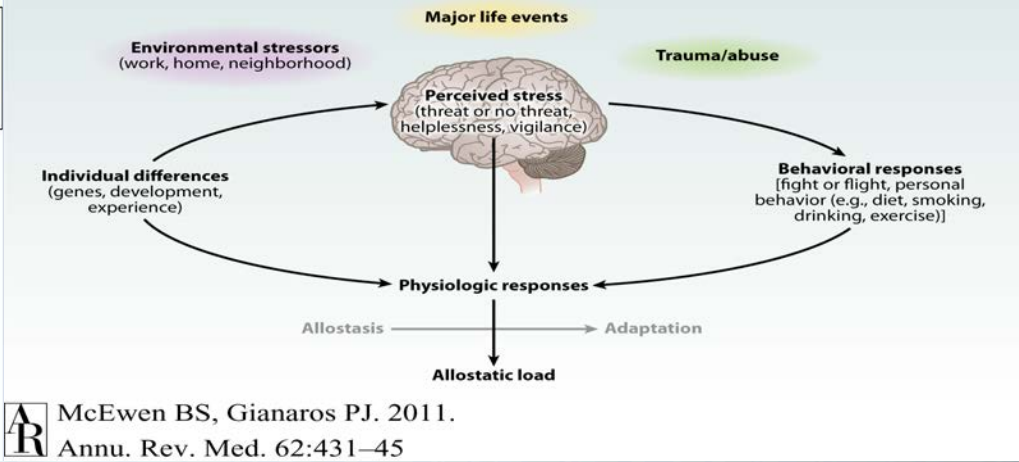 Major life events
Environmental stressors
(work, home, neighborhood)
Trauma/abuse
Perceived stress
(threat or no threat,
helplessness, vigilance)
Individual differences
(genes, development,
experience)
Behavioral responses
[fight or flight, personal
behavior (e.g., diet, smoking,
drinking, exercise)]
Physiologic responses
Allostasis
Adaptation
Allostatic load
AR
McEwen BS, Gianaros PJ. 2011.
Annu. Rev. Med. 62:431–45